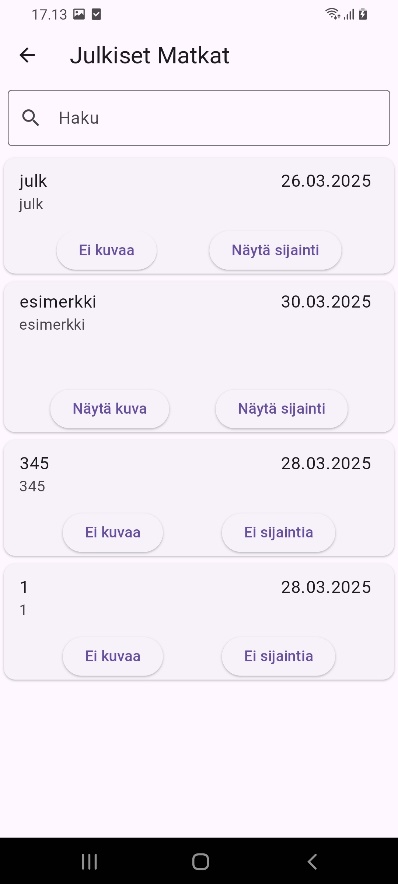 17.13
Julkiset Matkat
Haku
julk 26.03.2025
julk
Ei kuvaa Näytä sijainti
esimerkki 30.03.2025
esimerkki
Näytä kuva Näytä sijainti
345 28.03.2025
345
Ei kuvaa Ei sijaintia
1 28.03.2025
1
Ei kuvaa Ei sijaintia